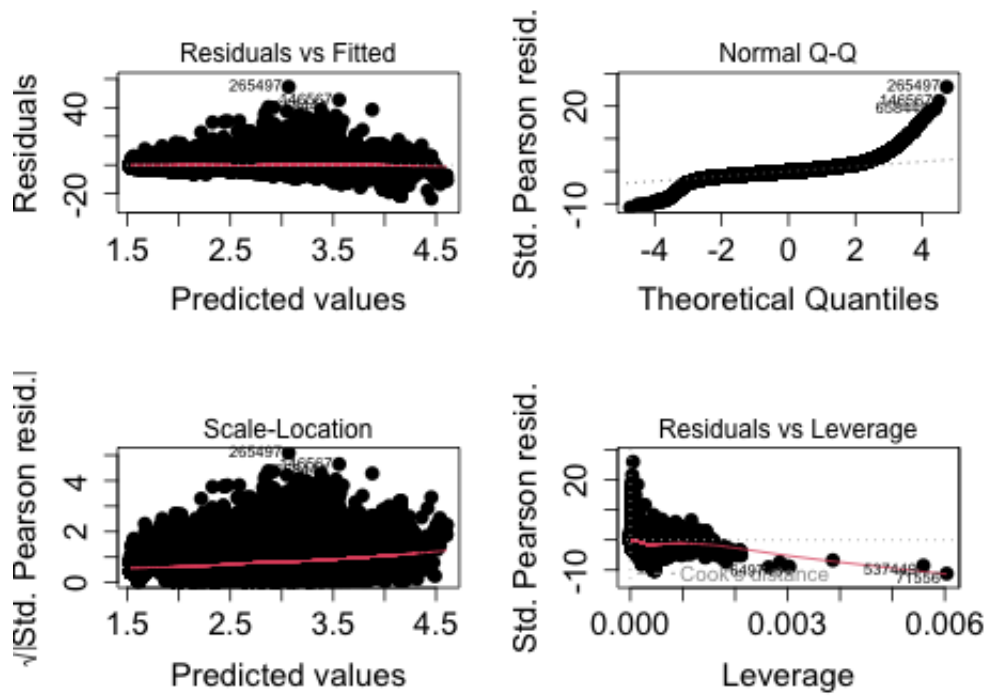 Residuals vs Fitted
Residuals
40
-20
265497
1.5 2.5 3.5 4.5
Predicted values
Normal Q-Q
Std. Pearson resid.
20
-10
265497
146567
-4 -2 0 2 4
Theoretical Quantiles
Scale-Location
√|Std. Pearson resid.|
4
2
0
265497
1.5 2.5 3.5 4.5
Predicted values
Residuals vs Leverage
Std. Pearson resid.
20
-10
Cook's distance
71556
0.000 0.003 0.006
Leverage